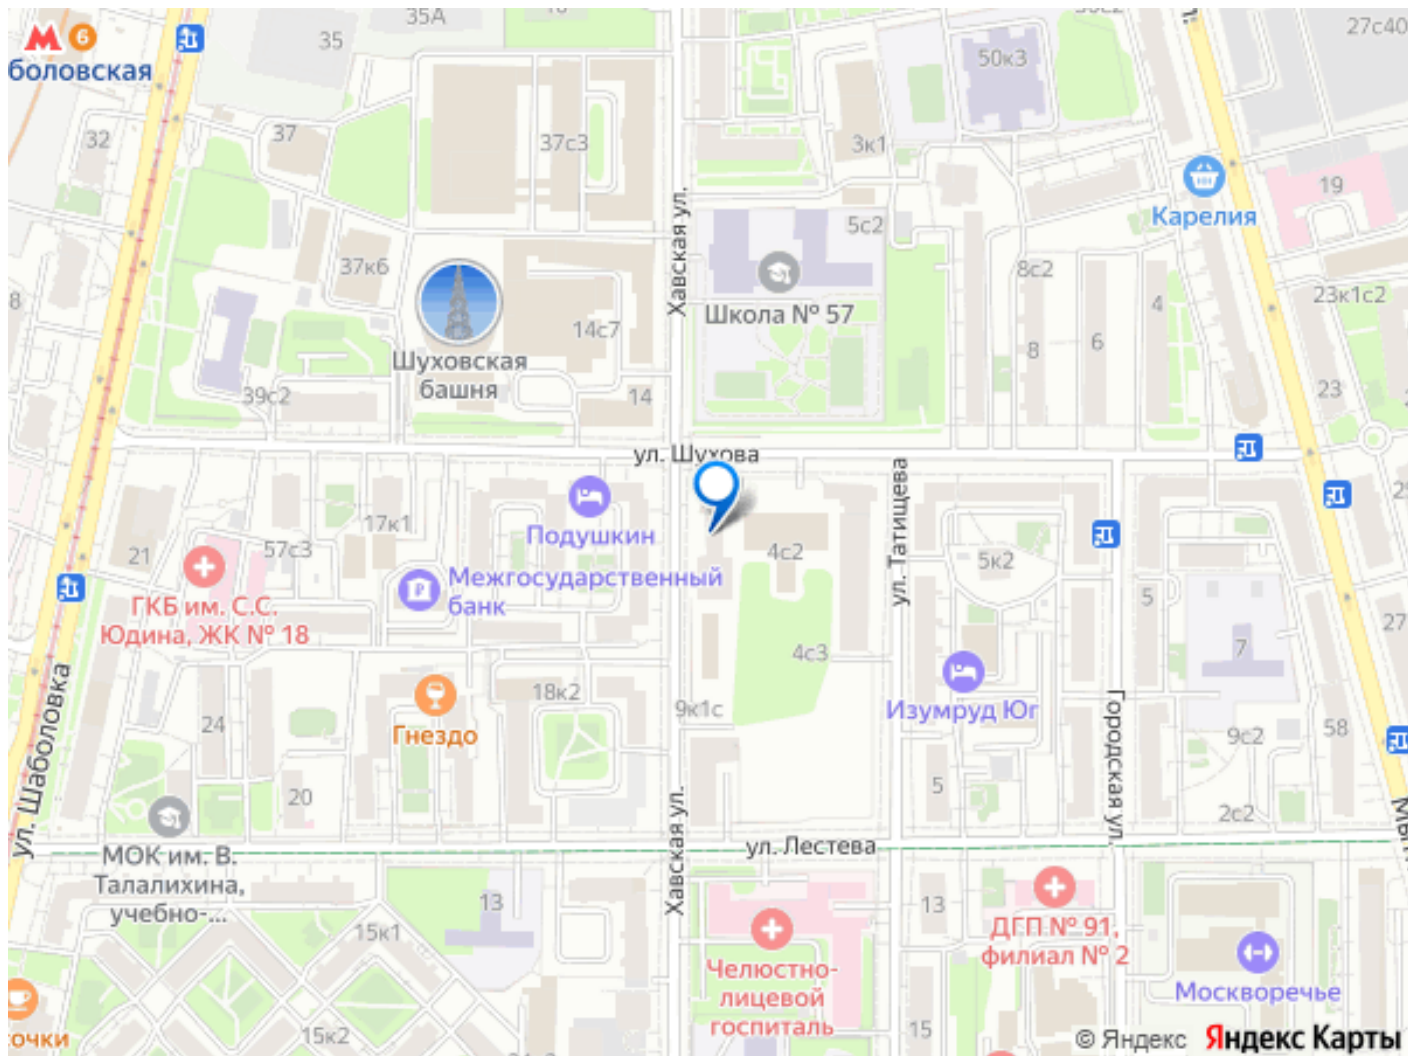 35А
35
27с40
6
боловская
50к3
32
37
37с3
3к1
19
Карелия
Хавская ул.
5с2
37к6
8с2
23к1с2
Школа № 57
4
14с7
6
8
8
Шуховская
башня
39с2
14
23
ул. Шухова
ул. Татищева
Подушкин
17к1
21
57с3
4с2
5к2
Межгосударственный
банк
5
ГКБ им. С.С.
Юдина, ЖК № 18
27
7
4с3
ул. Шаболовка
18к2
9к1с
Изумруд Юг
Городская ул.
24
Гнездо
9с2
58
20
5
2с2
Хавская ул.
ул. Лестева
МОК им. В.
Талалихина,
учебно-...
13
13
15к1
ДГП № 91,
филиал № 2
Челюстно-
лицевой
госпиталь
Москворечье
15к2
15
очки
© Яндекс Яндекс Карты